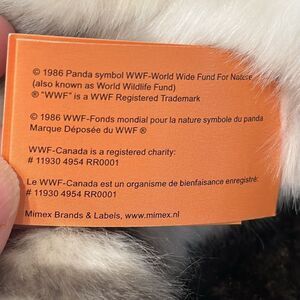 © 1986 Panda symbol WWF-World Wide Fund For Nature
(also known as World Wildlife Fund)
® "WWF" is a WWF Registered Trademark
© 1986 WWF-Fonds mondial pour la nature symbole du panda
Marque Déposée du WWF ®
WWF-Canada is a registered charity:
# 11930 4954 RR0001
Le WWF-Canada est un organisme de bienfaisance enregistré:
# 11930 4954 RR0001
Mimex Brands & Labels, www.mimex.nl